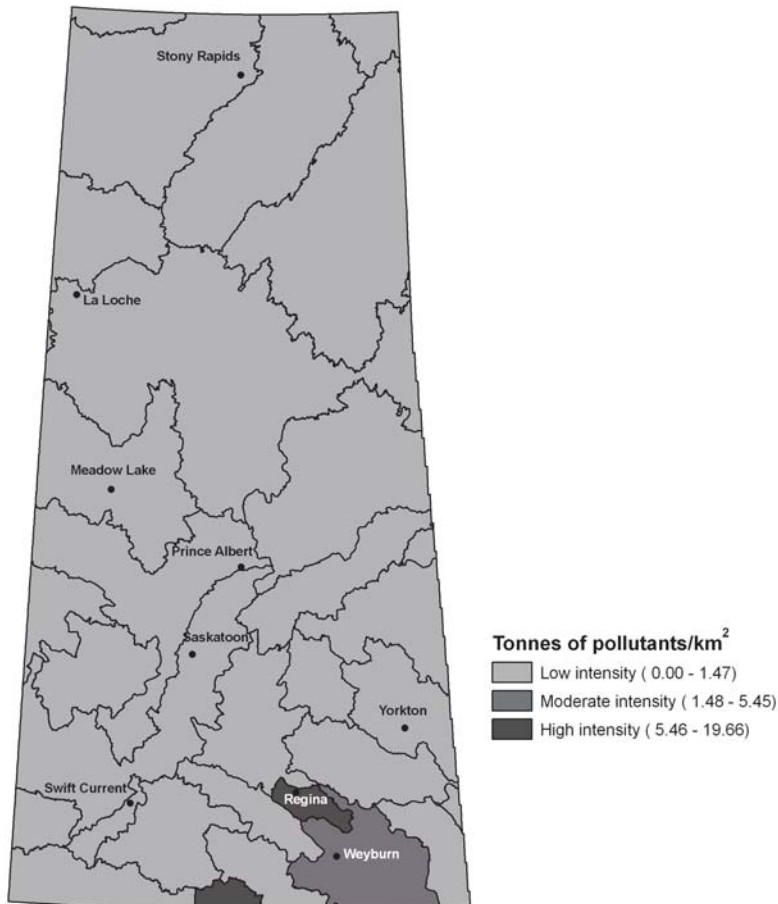 Stony Rapids
La Loche
Meadow Lake
Prince Albert
Saskatoon
Tonnes of pollutants/km²
Low intensity ( 0.00 - 1.47)
Moderate intensity ( 1.48 - 5.45)
High intensity ( 5.46 - 19.66)
Yorkton
Swift Current
Regina
Weyburn